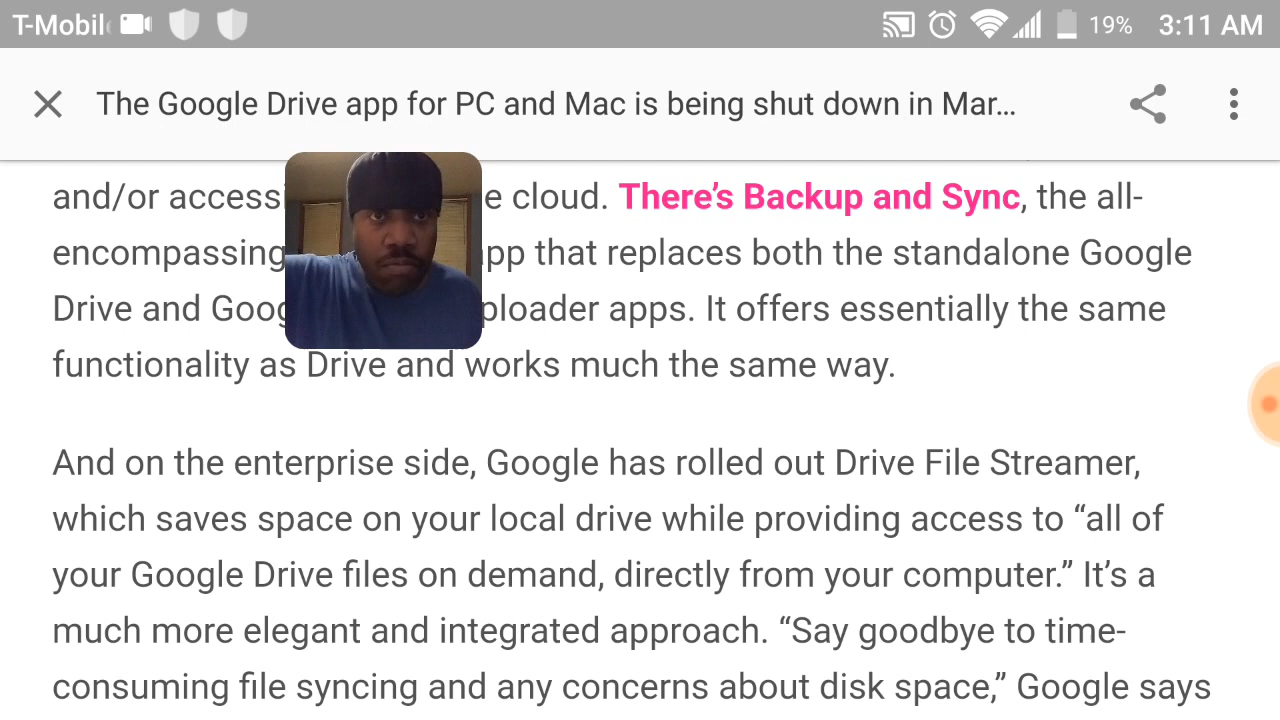 T-Mobil 19% 3:11 AM
The Google Drive app for PC and Mac is being shut down in Mar...
and/or accessi e cloud. There’s Backup and Sync, the all-
encompassing pp that replaces both the standalone Google
Drive and Goog ploader apps. It offers essentially the same
functionality as Drive and works much the same way.
And on the enterprise side, Google has rolled out Drive File Streamer,
which saves space on your local drive while providing access to “all of
your Google Drive files on demand, directly from your computer.” It’s a
much more elegant and integrated approach. “Say goodbye to time-
consuming file syncing and any concerns about disk space,” Google says